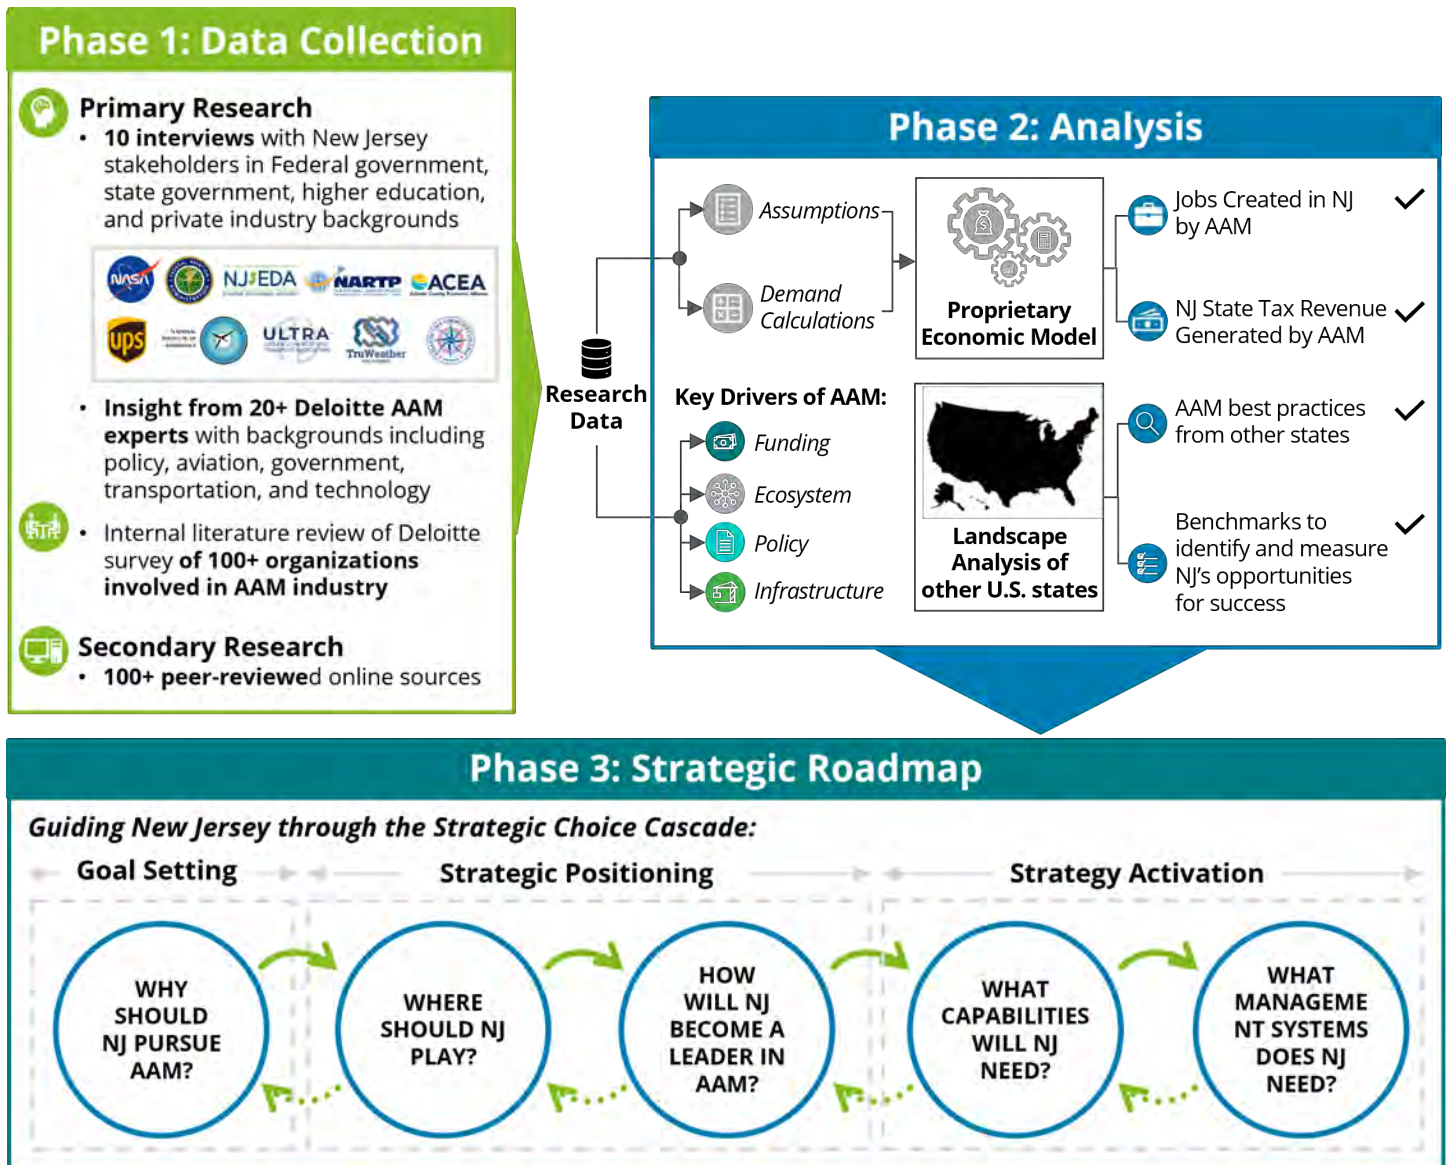 Phase 1: Data Collection
Primary Research
• 10 interviews with New Jersey
stakeholders in Federal government,
state government, higher education,
and private industry backgrounds
NASA
NJEDA
NARTP
ACEA
ups
ULTRA
TruWeather
• Insight from 20+ Deloitte AAM
experts with backgrounds including
policy, aviation, government,
transportation, and technology
• Internal literature review of Deloitte
survey of 100+ organizations
involved in AAM industry
Secondary Research
• 100+ peer-reviewed online sources
Research
Data
Phase 2: Analysis
Assumptions
Demand
Calculations
Proprietary
Economic Model
Jobs Created in NJ
by AAM
NJ State Tax Revenue
Generated by AAM
Key Drivers of AAM:
Funding
Ecosystem
Policy
Infrastructure
Landscape
Analysis of
other U.S. states
AAM best practices
from other states
Benchmarks to
identify and measure
NJ's opportunities
for success
Phase 3: Strategic Roadmap
Guiding New Jersey through the Strategic Choice Cascade:
Goal Setting
Strategic Positioning
Strategy Activation
WHY
SHOULD
NJ PURSUE
AAM?
WHERE
SHOULD NJ
PLAY?
HOW
WILL NJ
BECOME A
LEADER IN
AAM?
WHAT
CAPABILITIES
WILL NJ
NEED?
WHAT
MANAGEME
NT SYSTEMS
DOES NJ
NEED?